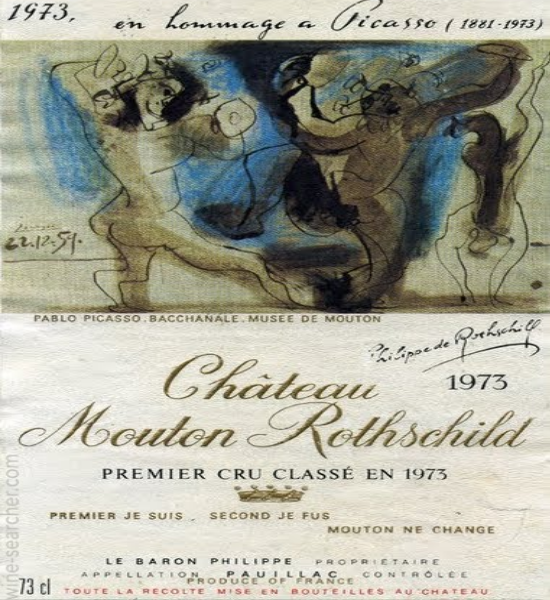 1973, en hommage a Picasso (1881-1973)
22.12.59.
PABLO PICASSO. BACCHANALE. MUSEE DE MOUTON
Philippe de Rothschild
Château
1973
Mouton Rothschild
PREMIER CRU CLASSÉ EN 1973
PREMIER JE SUIS , SECOND JE FUS
MOUTON NE CHANGE
LE BARON PHILIPPE PROPRIÉTAIRE
APPELLATION PAUILLAC CONTRÔLÉE
PRODUCE OF FRANCE
73 cl
TOUTE LA RÉCOLTE MISE EN BOUTEILLES AU CHATEAU
wine-searcher.com